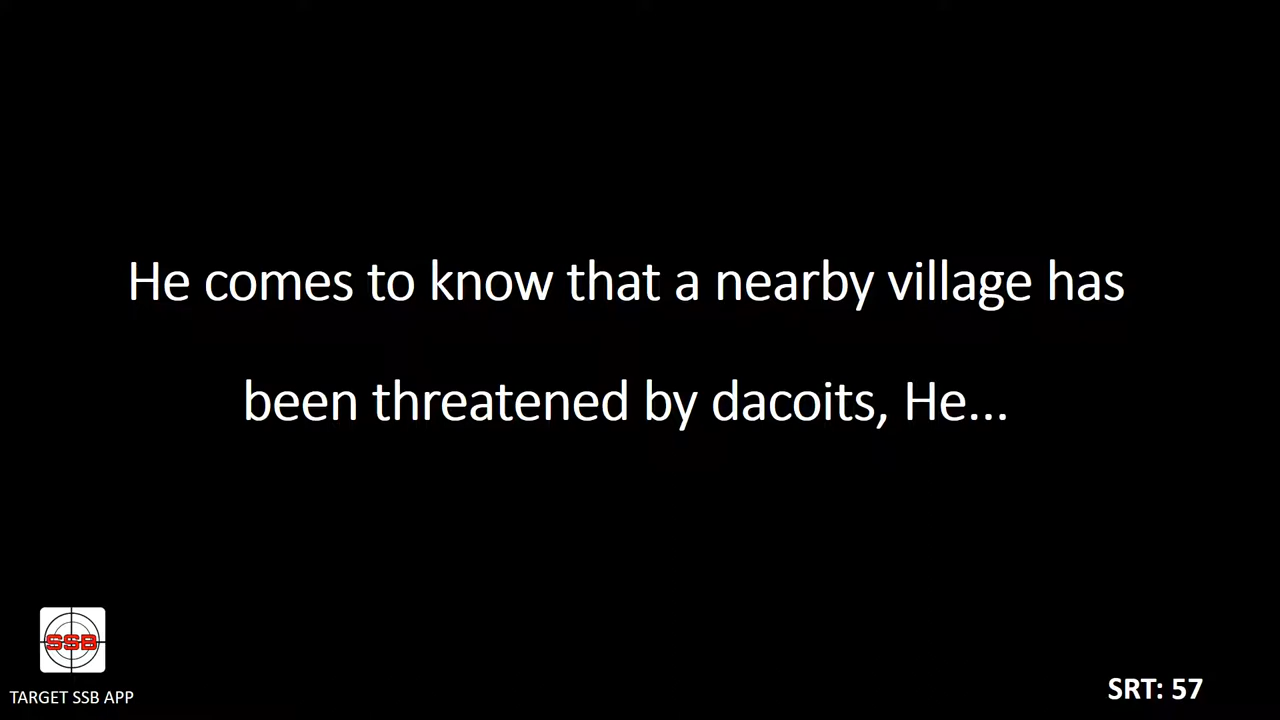 He comes to know that a nearby village has
been threatened by dacoits, He...
SSB
TARGET SSB APP
SRT: 57